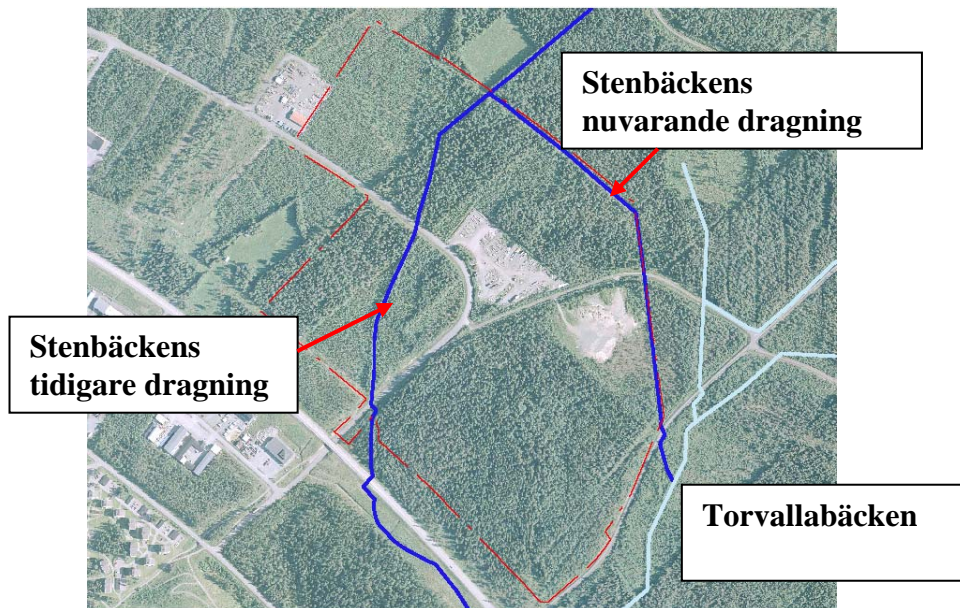 Stenbäckens
nuvarande dragning
Stenbäckens
tidigare dragning
Torvallabäcken